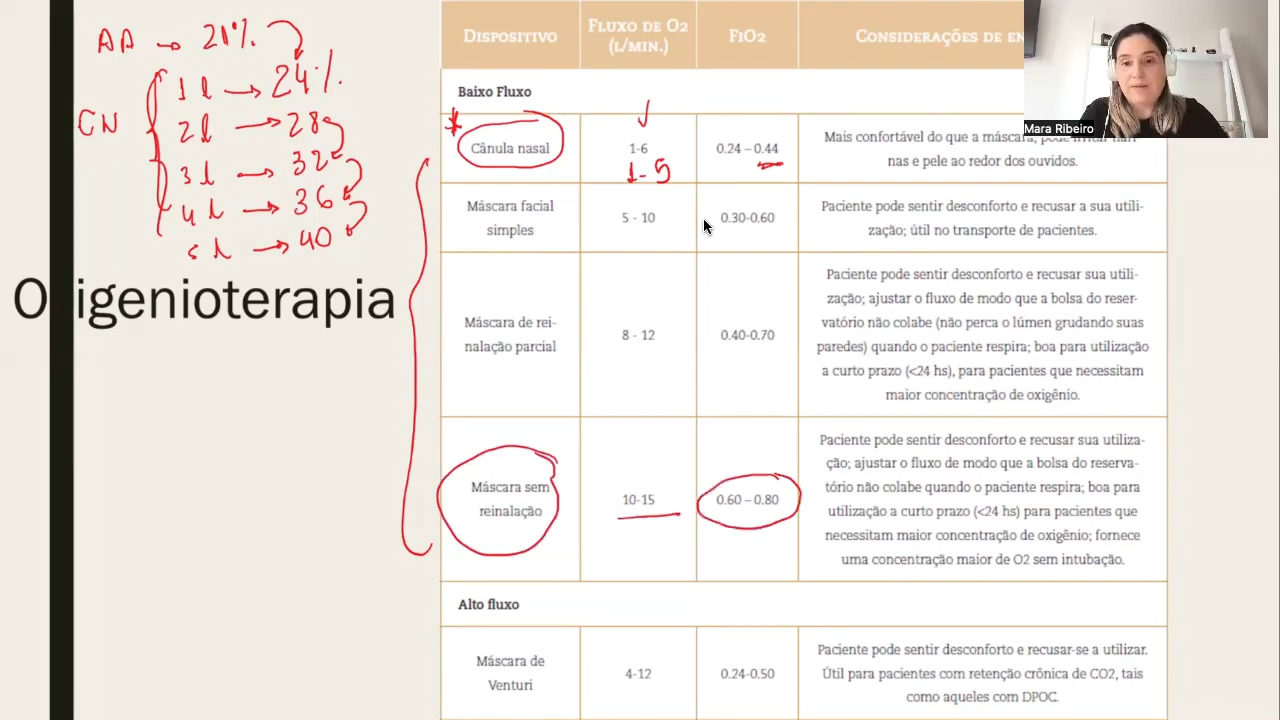 AA → 21%
CN
1 l → 24%
2 l → 28
3 l → 32
4 l → 36
5 l → 40
Oxigenioterapia
Dispositivo
Fluxo de O2
(l/min.)
FiO2
Considerações de en
Mara Ribeiro
Baixo Fluxo
Cânula nasal
1-6
1-5
0.24 – 0.44
Mais confortável do que a máscara, pode irritar nari-
nas e pele ao redor dos ouvidos.
Máscara facial
simples
5 - 10
0.30-0.60
Paciente pode sentir desconforto e recusar a sua utili-
zação; útil no transporte de pacientes.
Máscara de rei-
nalação parcial
8 - 12
0.40-0.70
Paciente pode sentir desconforto e recusar sua utili-
zação; ajustar o fluxo de modo que a bolsa do reser-
vatório não colabe (não perca o lúmen grudando suas
paredes) quando o paciente respira; boa para utilização
a curto prazo (<24 hs), para pacientes que necessitam
maior concentração de oxigênio.
Máscara sem
reinalação
10-15
0.60 – 0.80
Paciente pode sentir desconforto e recusar sua utiliza-
ção; ajustar o fluxo de modo que a bolsa do reserva-
tório não colabe quando o paciente respira; boa para
utilização a curto prazo (<24 hs) para pacientes que
necessitam maior concentração de oxigênio; fornece
uma concentração maior de O2 sem intubação.
Alto fluxo
Máscara de
Venturi
4-12
0.24-0.50
Paciente pode sentir desconforto e recusar-se a utilizar.
Útil para pacientes com retenção crônica de CO2, tais
como aqueles com DPOC.